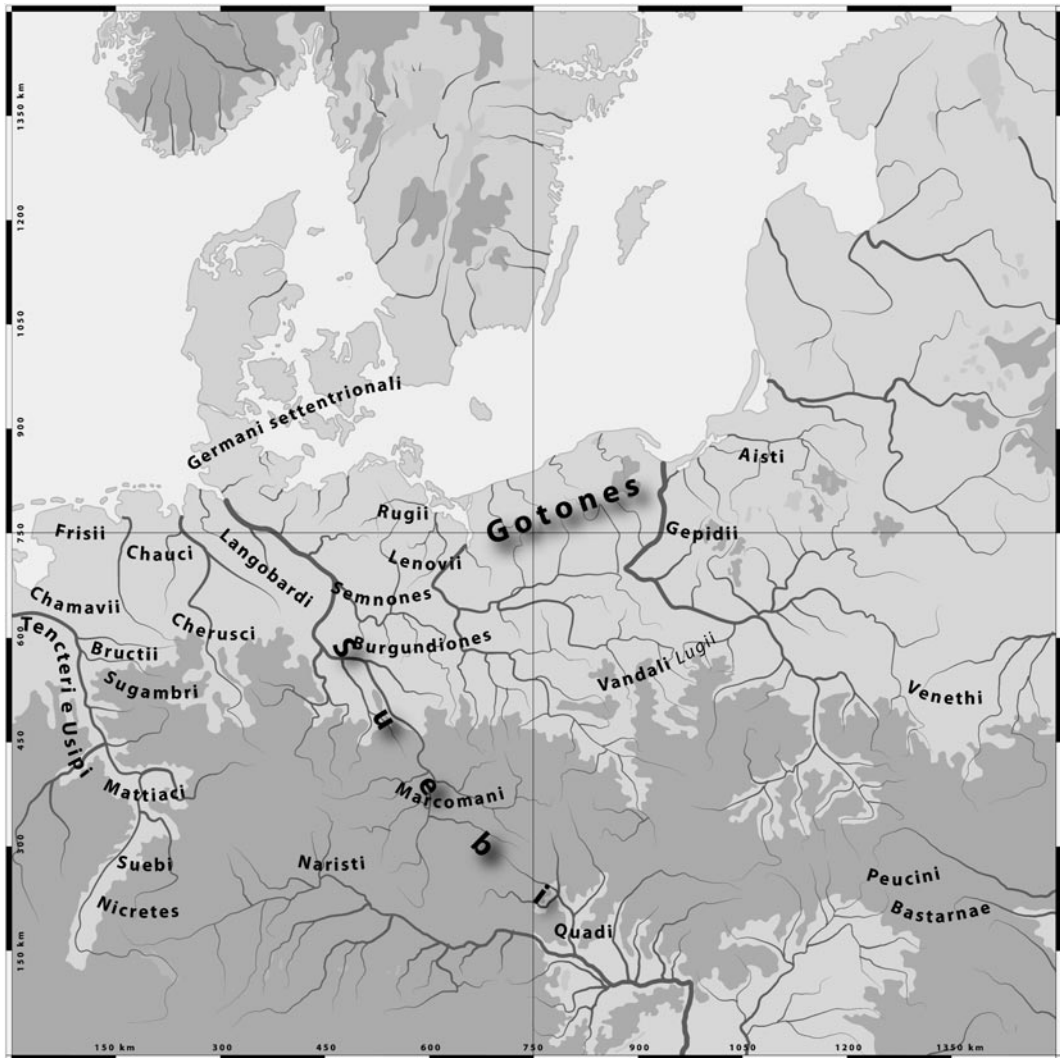 1350 km
1200
1050
900
750
600
450
300
150 km
Germani settentrionali
Aisti
Gotones
Rugii
Frisii
Chauci
Langobardi
Lenovii
Gepidii
Chamavii
Semnones
Cherusci
Burgundiones
Tencteri e Usipi
Bructii
Sugambri
Vandali Lugii
Venethi
Suebi
Mattiaci
Marcomani
Suebi
Nicretes
Naristi
Peucini
Bastarnae
Quadi
150 km
300
450
600
750
900
1050
1200
1350 km